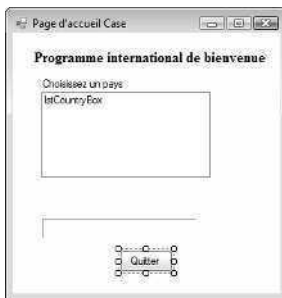 Page d'accueil Case
Programme international de bienvenue
Choisissez un pays
lstCountryBox
Quitter